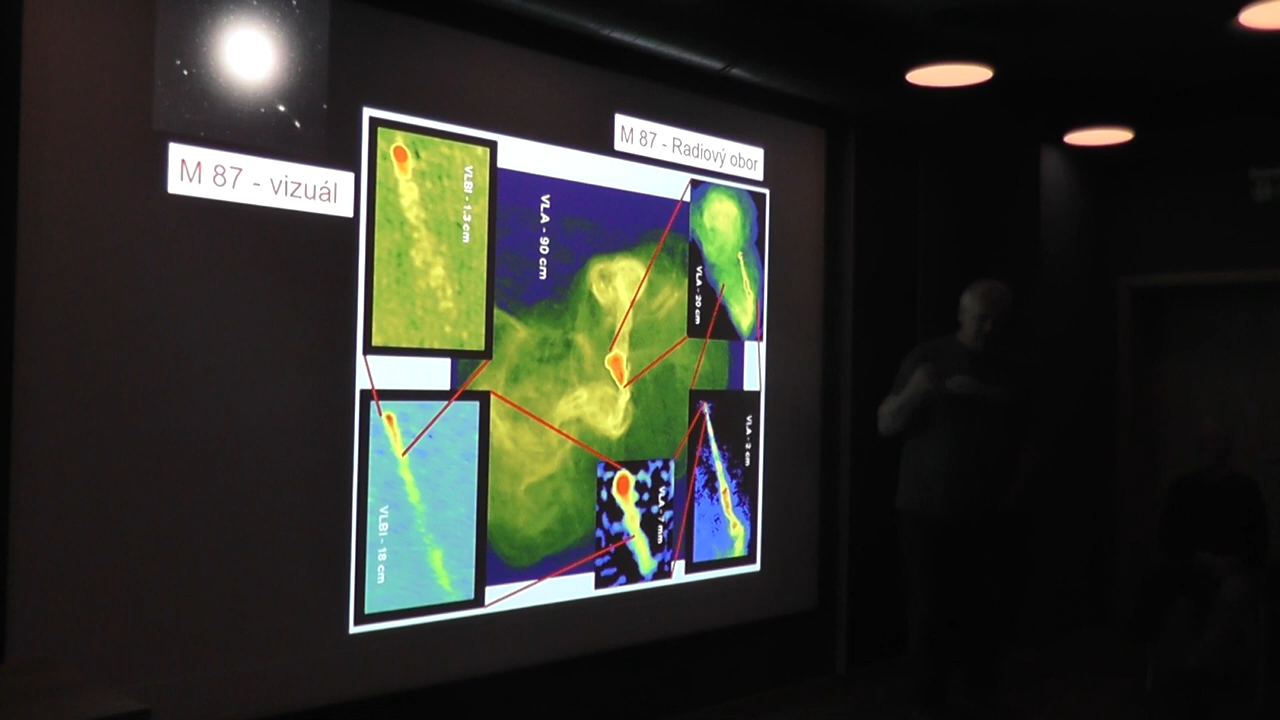 M 87 - vizuál
M 87 - Radiový obor
VLBI - 1.3 cm
VLA - 90 cm
VLA - 20 cm
VLA - 2 cm
VLA - 7 mm
VLBI - 18 cm